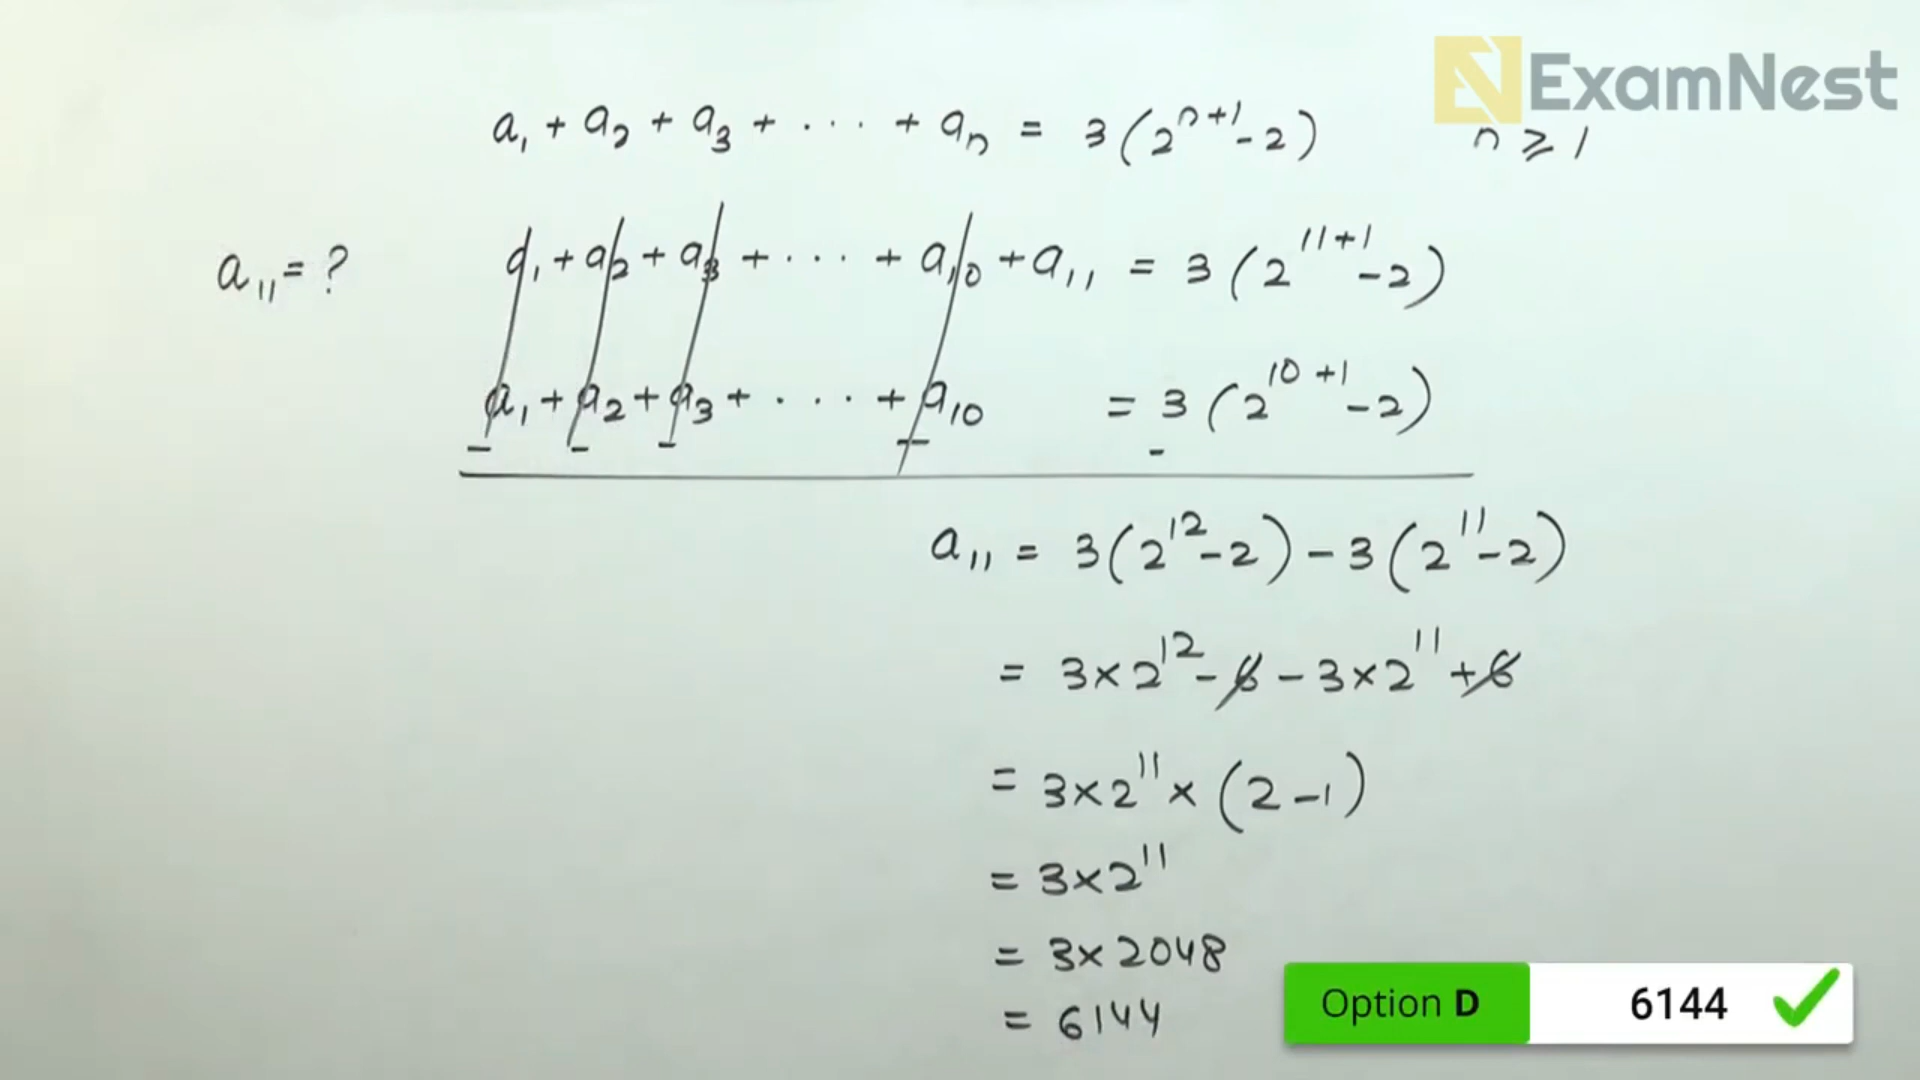 ExamNest
a₁ + a₂ + a₃ + ··· + aₙ = 3(2ⁿ⁺¹-2) n ≥ 1
a₁₁ = ? a₁ + a₂ + a₃ + ··· + a₁₀ + a₁₁ = 3(2¹¹⁺¹-2)
a₁ + a₂ + a₃ + ··· + a₁₀ = 3(2¹⁰⁺¹-2)
- - - - -
a₁₁ = 3(2¹²-2) - 3(2¹¹-2)
= 3×2¹² - 6 - 3×2¹¹ + 6
= 3×2¹¹ × (2-1)
= 3×2¹¹
= 3×2048
= 6144
Option D 6144 ✓